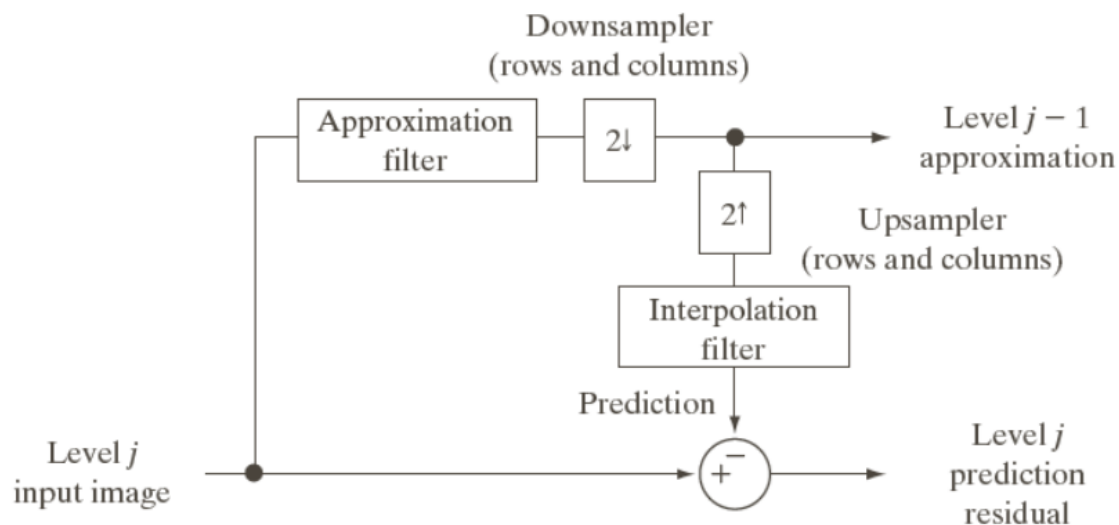 Downsampler
(rows and columns)
Approximation
filter
2↓
Level j – 1
approximation
2↑
Upsampler
(rows and columns)
Interpolation
filter
Prediction
Level j
input image
+
−
Level j
prediction
residual